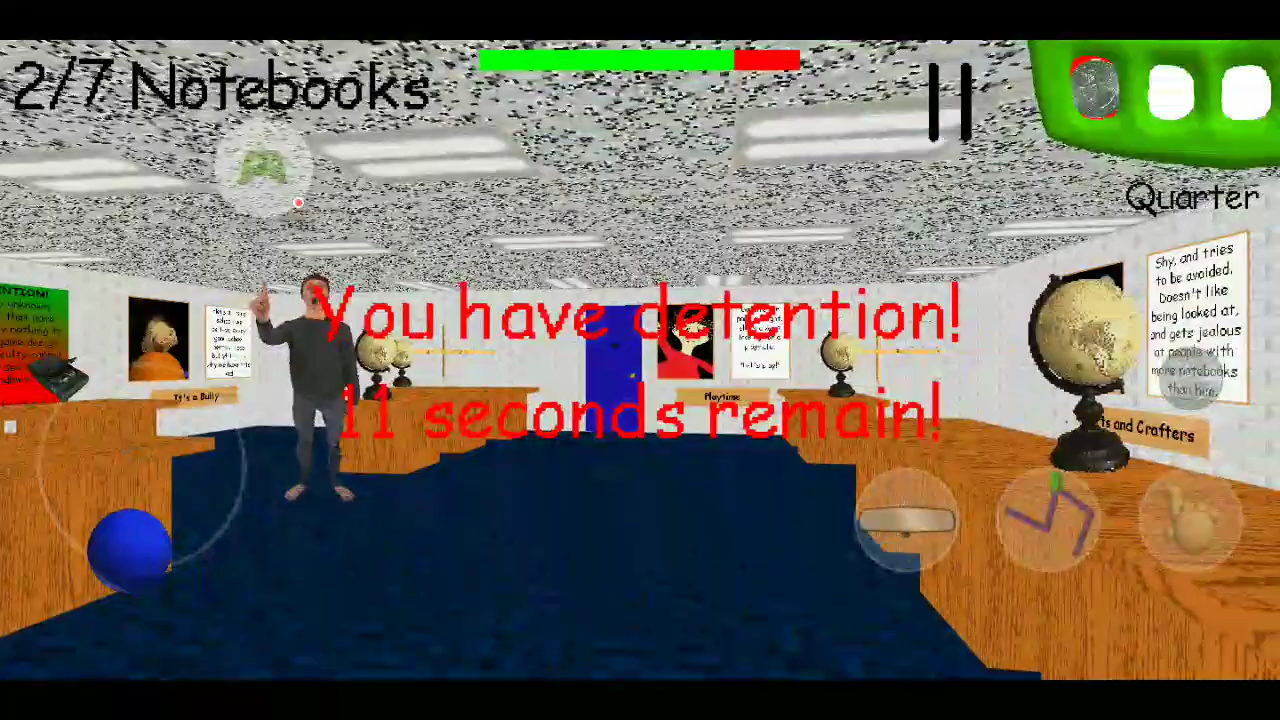 2/7 Notebooks
Quarter
You have detention!
11 seconds remain!
Shy, and tries
to be avoided.
Doesn't like
being looked at,
and gets jealous
at people with
more notebooks
than him.
It's a Bully
Playtime
ts and Crafters